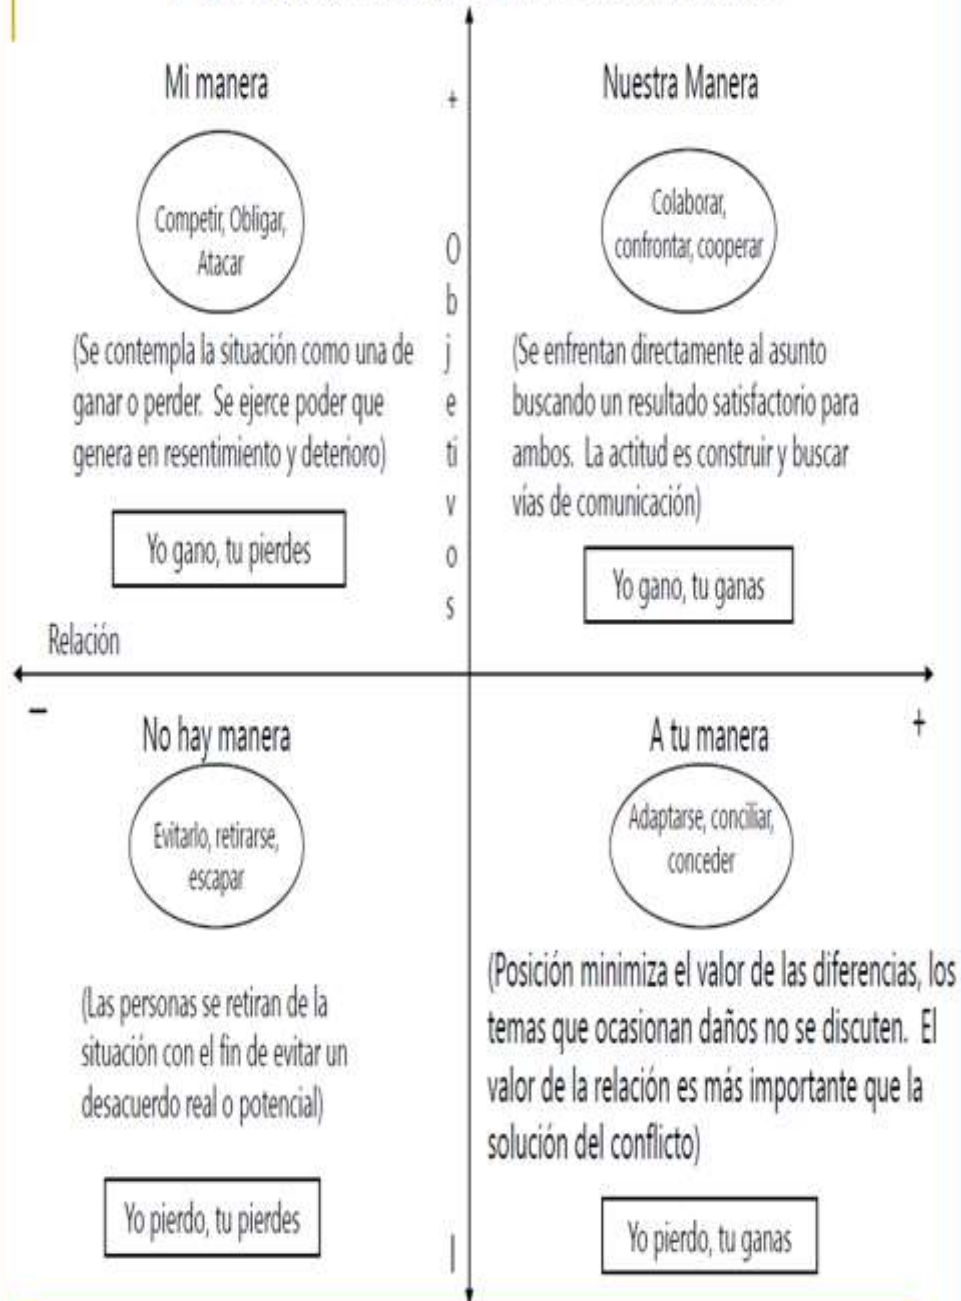 Mi manera
Competir, Obligar,
Atacar
(Se contempla la situación como una de
ganar o perder. Se ejerce poder que
genera en resentimiento y deterioro)
Yo gano, tu pierdes
+
O
b
j
e
ti
v
o
s
Nuestra Manera
Colaborar,
confrontar, cooperar
(Se enfrentan directamente al asunto
buscando un resultado satisfactorio para
ambos. La actitud es construir y buscar
vías de comunicación)
Yo gano, tu ganas
Relación
–
+
No hay manera
Evitarlo, retirarse,
escapar
(Las personas se retiran de la
situación con el fin de evitar un
desacuerdo real o potencial)
Yo pierdo, tu pierdes
|
A tu manera
Adaptarse, conciliar,
conceder
(Posición minimiza el valor de las diferencias, los
temas que ocasionan daños no se discuten. El
valor de la relación es más importante que la
solución del conflicto)
Yo pierdo, tu ganas